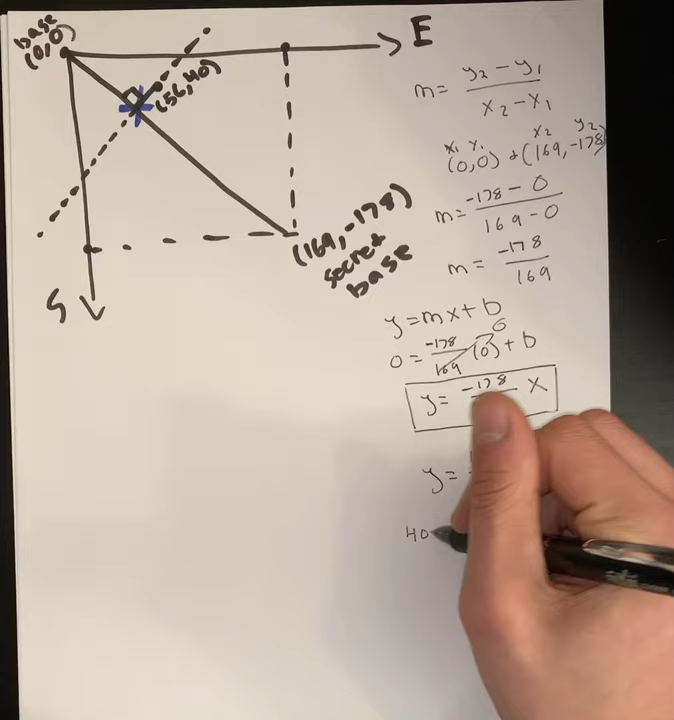 base
(0,0)
E
(56,40)
(169,-178)
secret
base
S
m = y₂ - y₁
x₂ - x₁
x₁ y₁ x₂ y₂
(0,0) + (169,-178)
m = -178 - 0
169 - 0
m = -178
169
y = mx + b
0
0 = -178 (0) + b
169
y = -178 x
y =
40